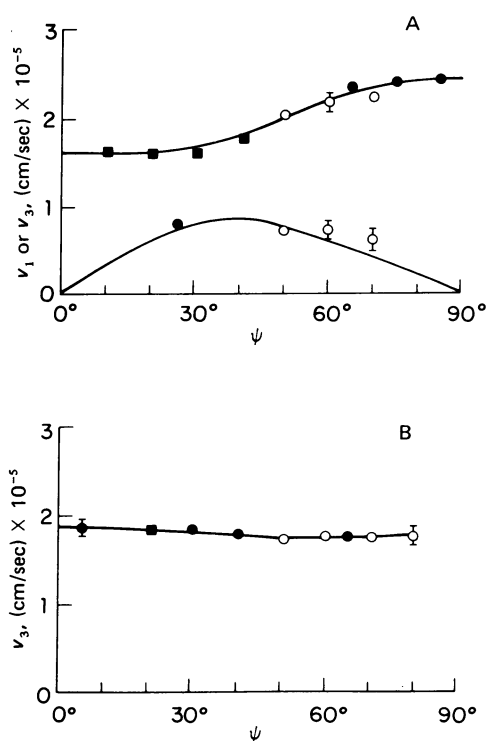 A
3
2
1
0
v₁ or v₃, (cm/sec) × 10⁻⁵
0° 30° 60° 90°
ψ
B
3
2
1
0
v₃, (cm/sec) × 10⁻⁵
0° 30° 60° 90°
ψ